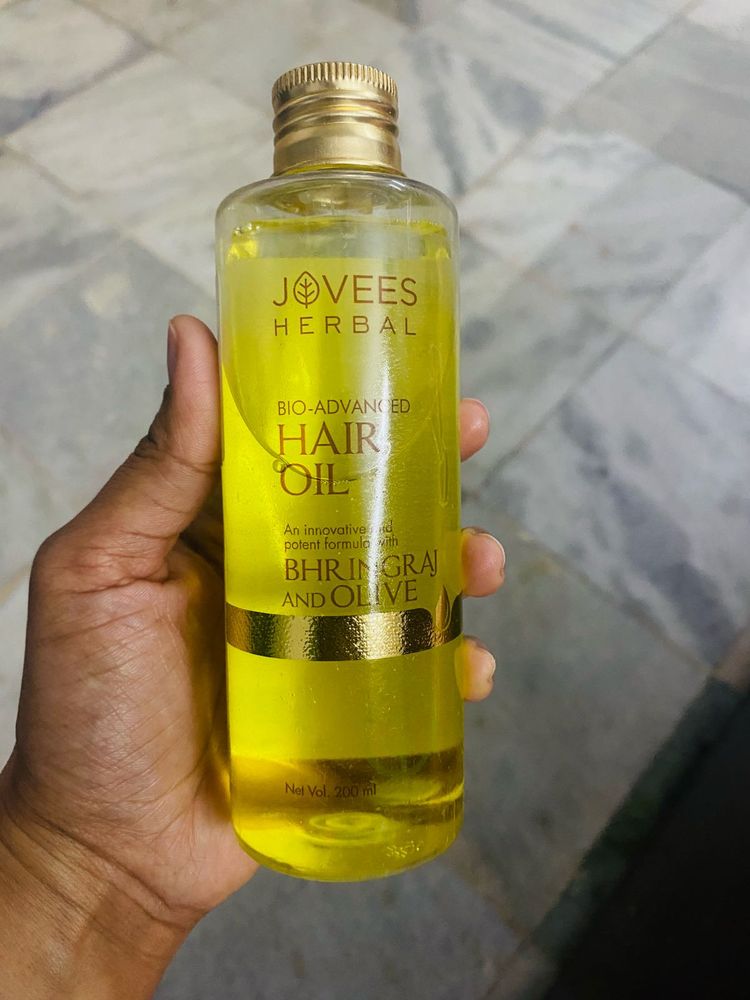 JOVEES
HERBAL
BIO-ADVANCED
HAIR
OIL
An innovative and
potent formula with
BHRINGRAJ
AND OLIVE
Net Vol. 200 ml